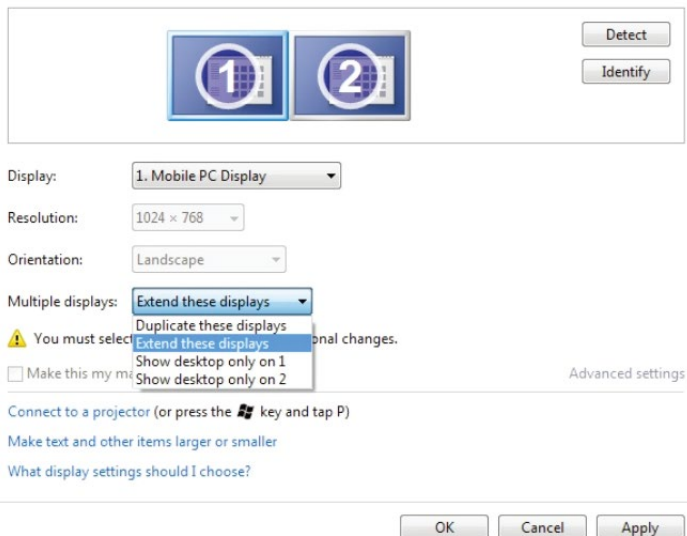 1
2
Detect
Identify
Display: 1. Mobile PC Display
Resolution: 1024 × 768
Orientation: Landscape
Multiple displays: Extend these displays
Duplicate these displays
Extend these displays
Show desktop only on 1
Show desktop only on 2
You must select onal changes.
Make this my ma
Advanced settings
Connect to a projector (or press the key and tap P)
Make text and other items larger or smaller
What display settings should I choose?
OK Cancel Apply